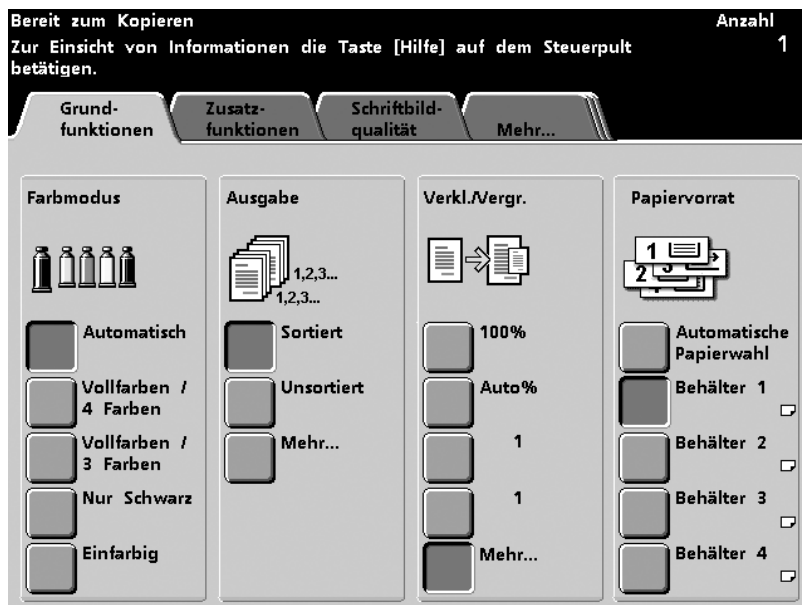 Bereit zum Kopieren
Anzahl
Zur Einsicht von Informationen die Taste [Hilfe] auf dem Steuerpult
1
betätigen.
Grund-
funktionen
Zusatz-
funktionen
Schriftbild-
qualität
Mehr...
Farbmodus
Automatisch
Vollfarben /
4 Farben
Vollfarben /
3 Farben
Nur Schwarz
Einfarbig
Ausgabe
1,2,3...
1,2,3...
Sortiert
Unsortiert
Mehr...
Verkl./Vergr.
100%
Auto%
1
1
Mehr...
Papiervorrat
1
2
3
Automatische
Papierwahl
Behälter 1
Behälter 2
Behälter 3
Behälter 4